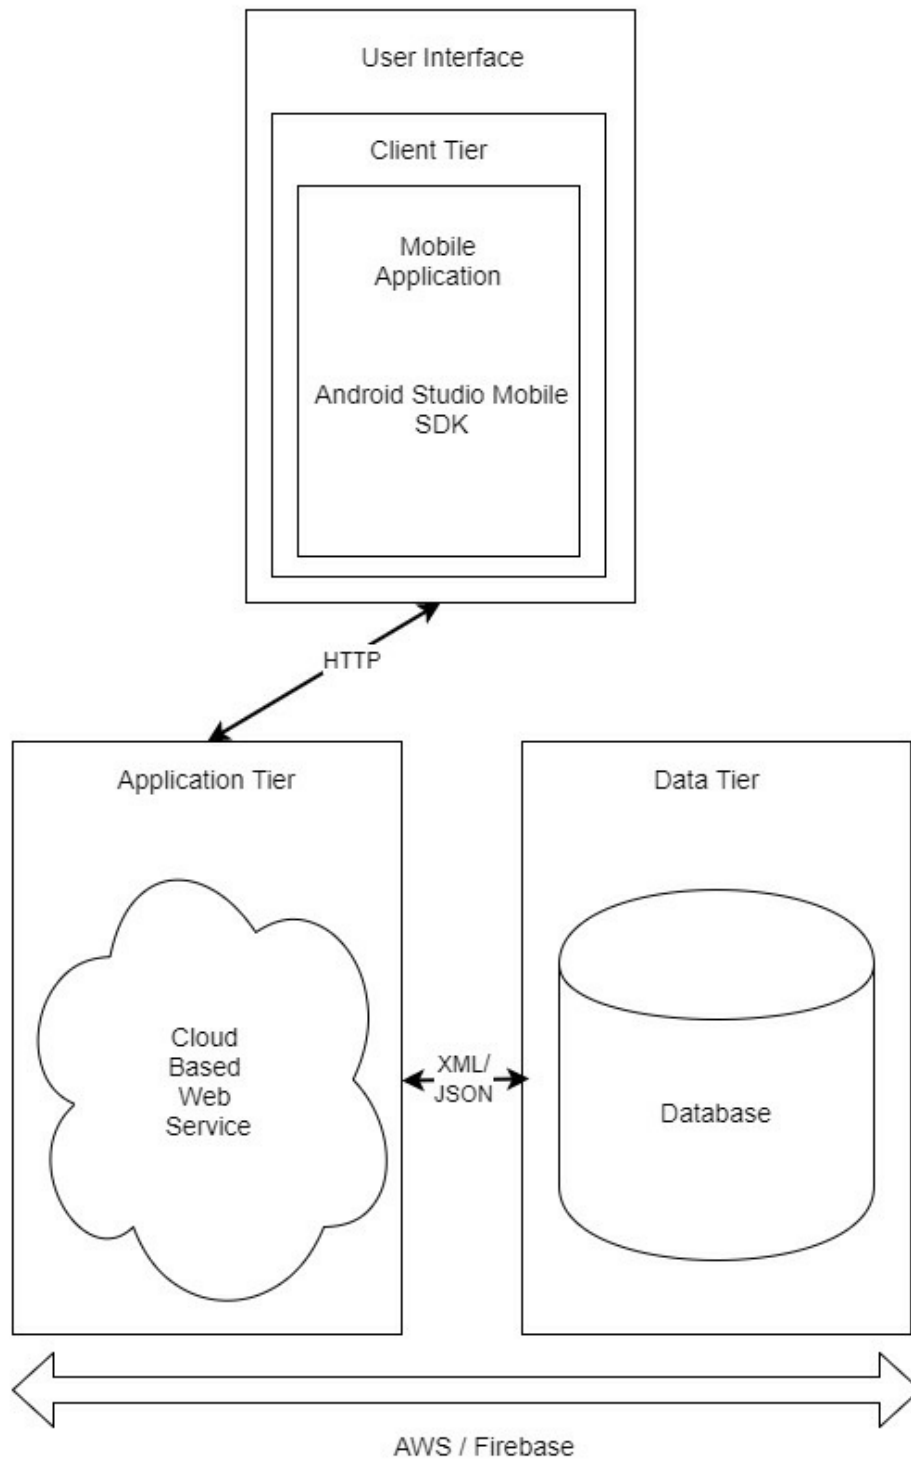 User Interface
Client Tier
Mobile
Application
Android Studio Mobile
SDK
HTTP
Application Tier
Data Tier
Cloud
Based
Web
Service
XML/
JSON
Database
AWS / Firebase